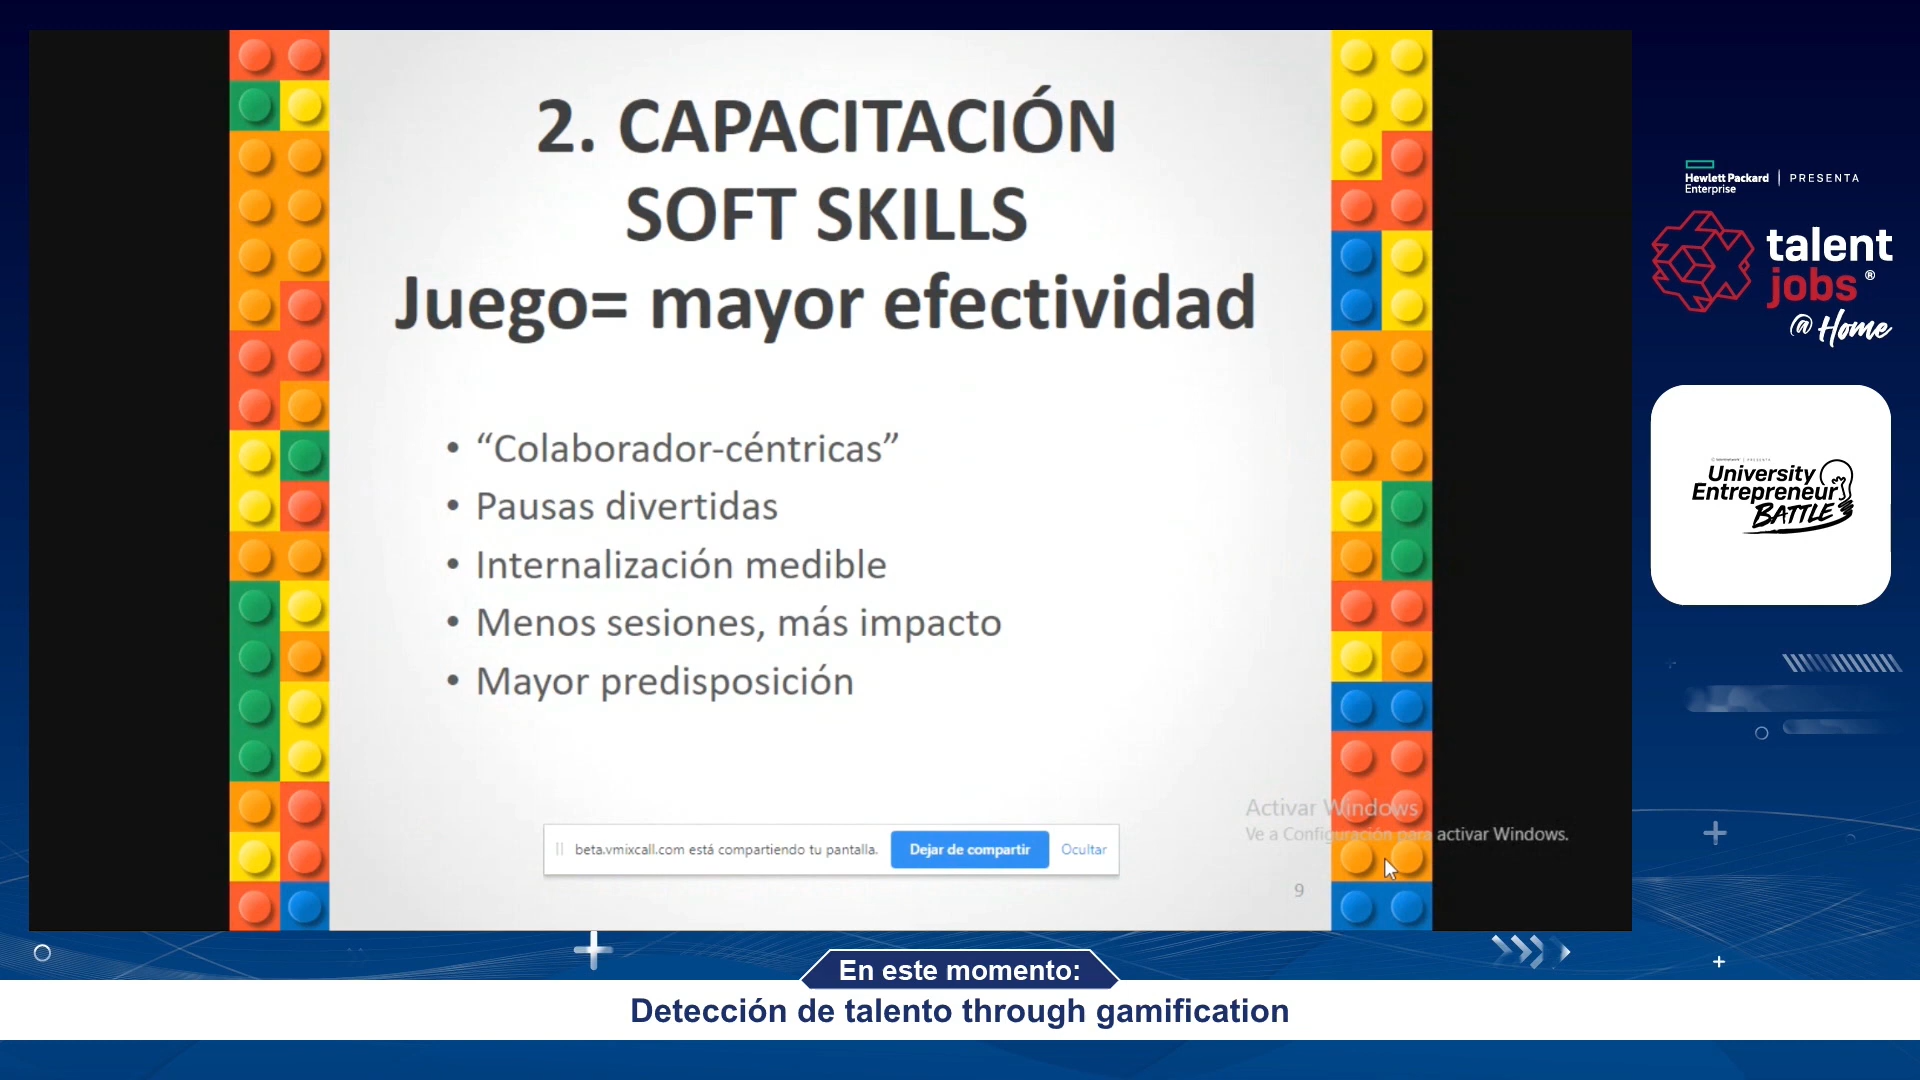 2. CAPACITACIÓN
SOFT SKILLS
Juego= mayor efectividad
• “Colaborador-céntricas”
• Pausas divertidas
• Internalización medible
• Menos sesiones, más impacto
• Mayor predisposición
Activar Windows
Ve a Configuración para activar Windows.
beta.vmixcall.com está compartiendo tu pantalla.
Dejar de compartir
Ocultar
9
Hewlett Packard
Enterprise
PRESENTA
talent
jobs®
@ Home
University
Entrepreneur
BATTLE
En este momento:
Detección de talento through gamification